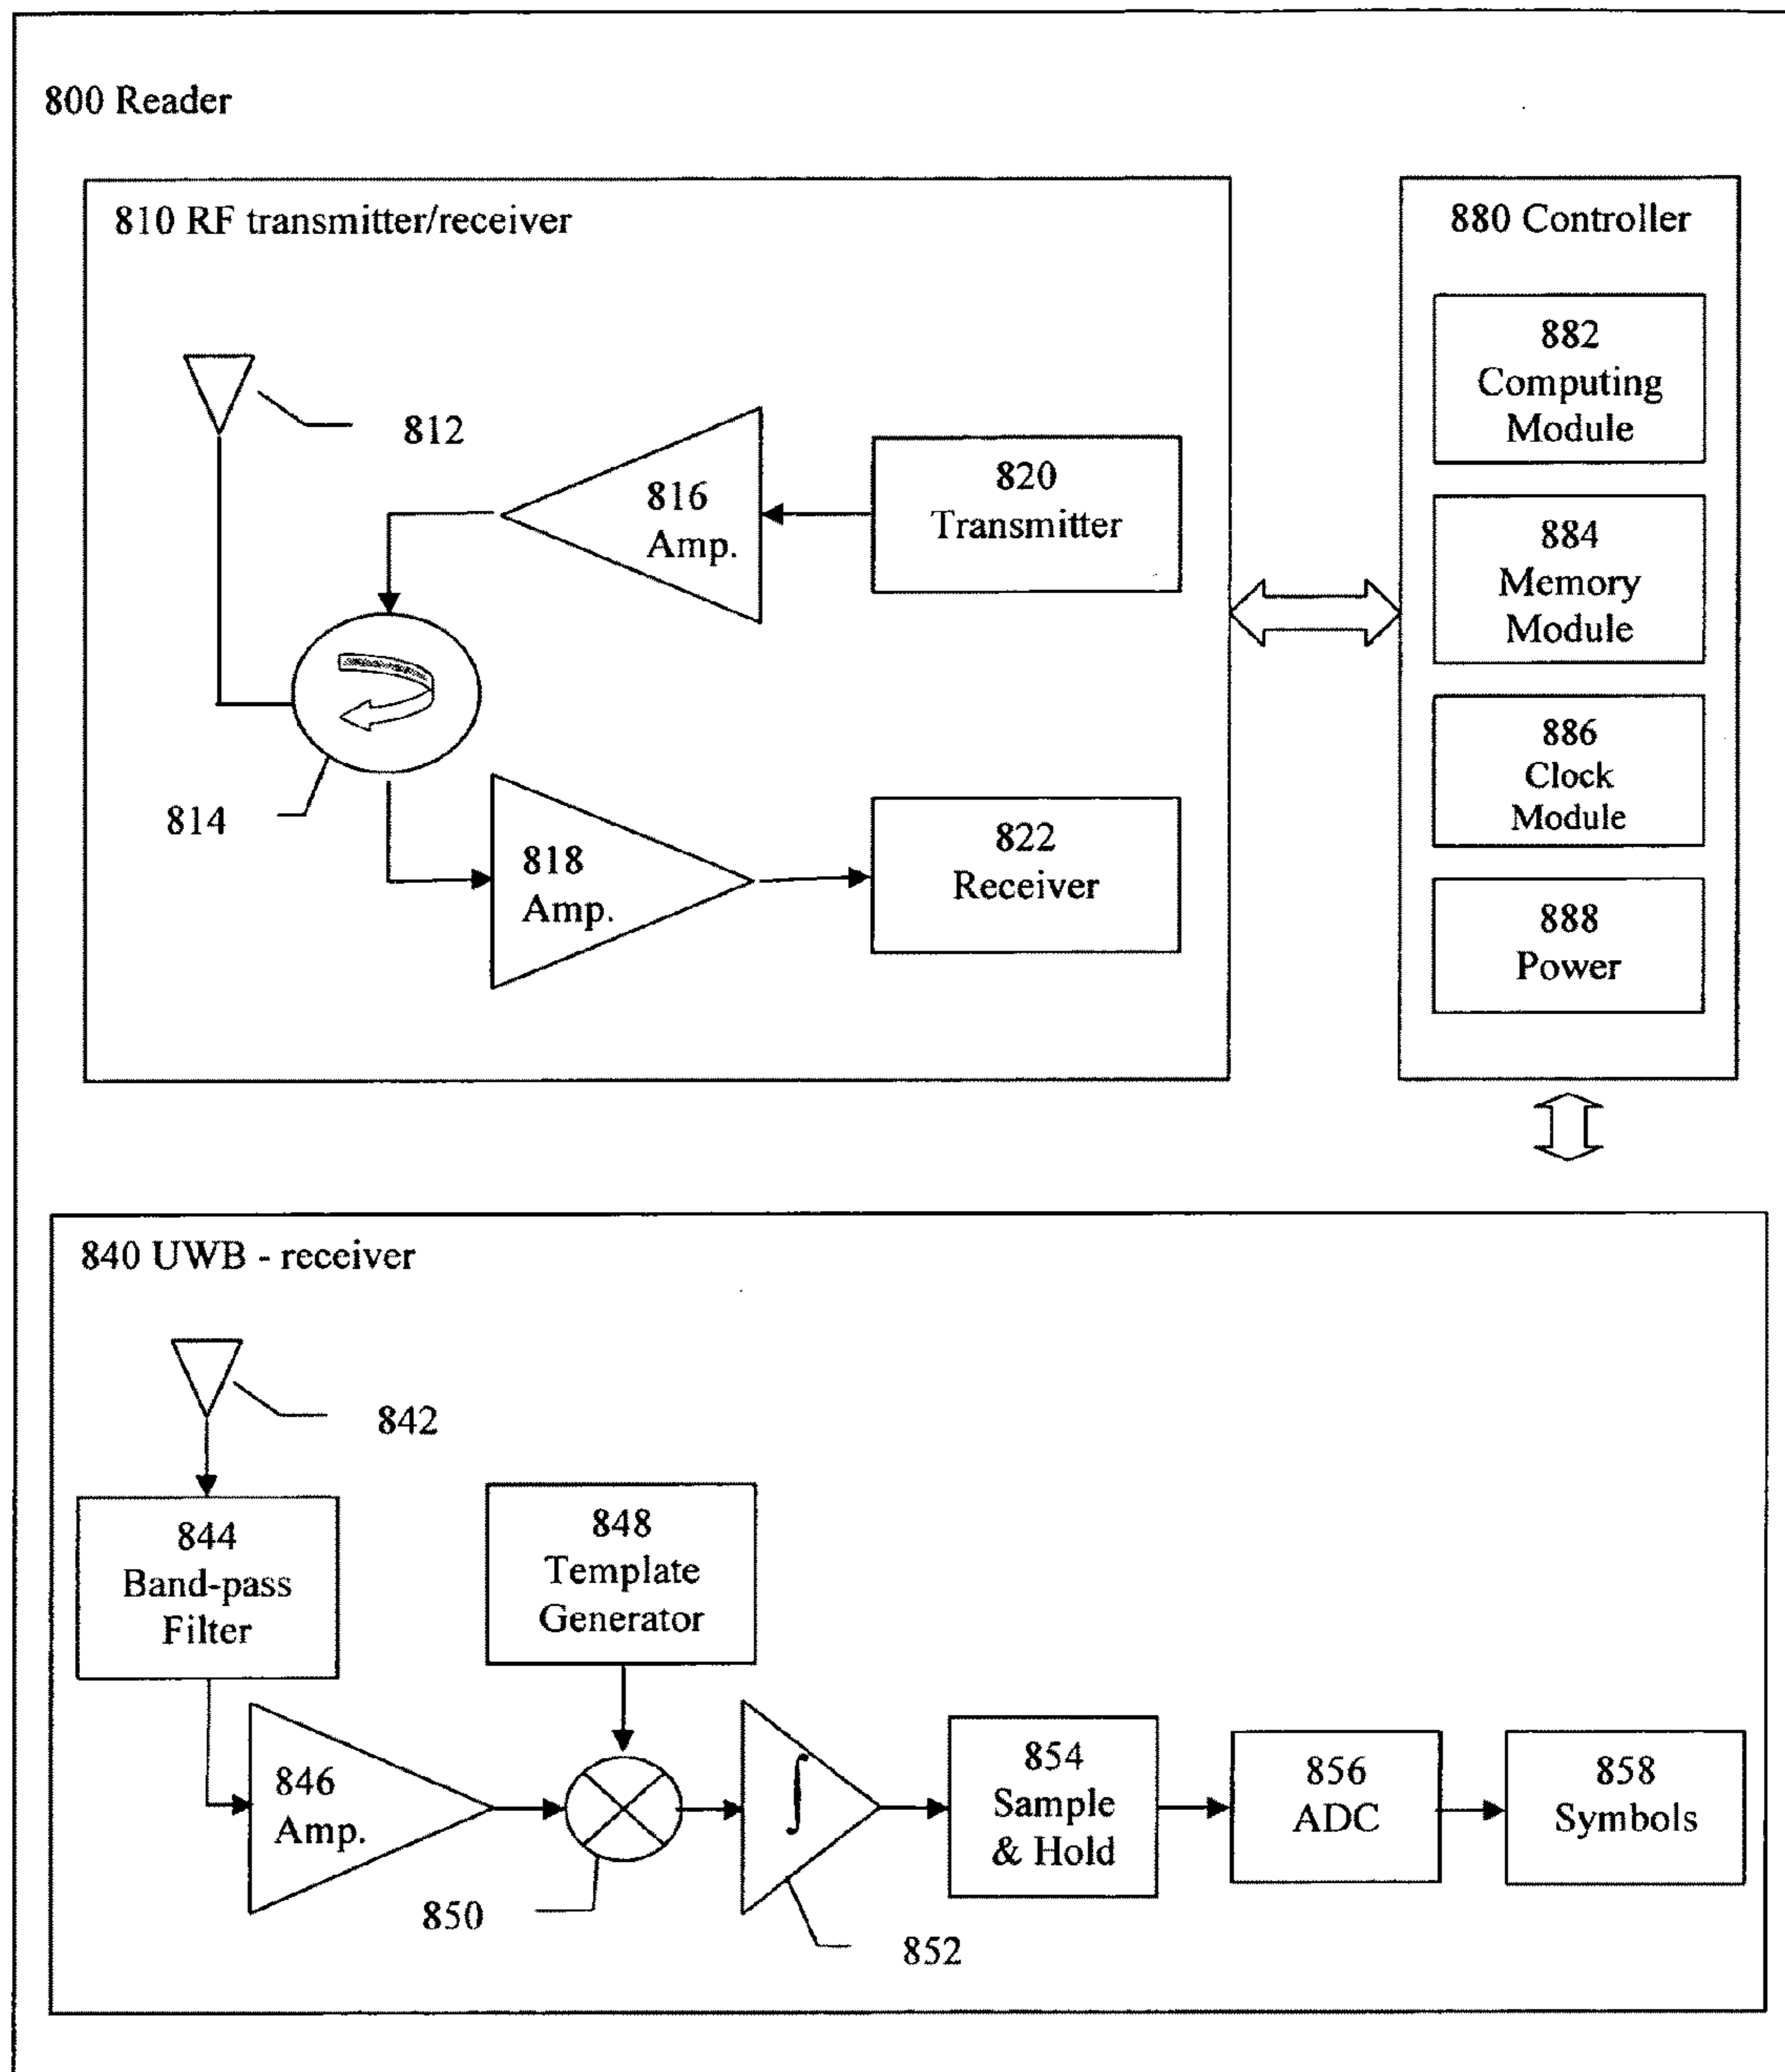 800 Reader
810 RF transmitter/receiver
812
816
Amp.
820
Transmitter
814
818
Amp.
822
Receiver
880 Controller
882
Computing
Module
884
Memory
Module
886
Clock
Module
888
Power
840 UWB - receiver
842
844
Band-pass
Filter
846
Amp.
848
Template
Generator
850
∫
852
854
Sample
& Hold
856
ADC
858
Symbols